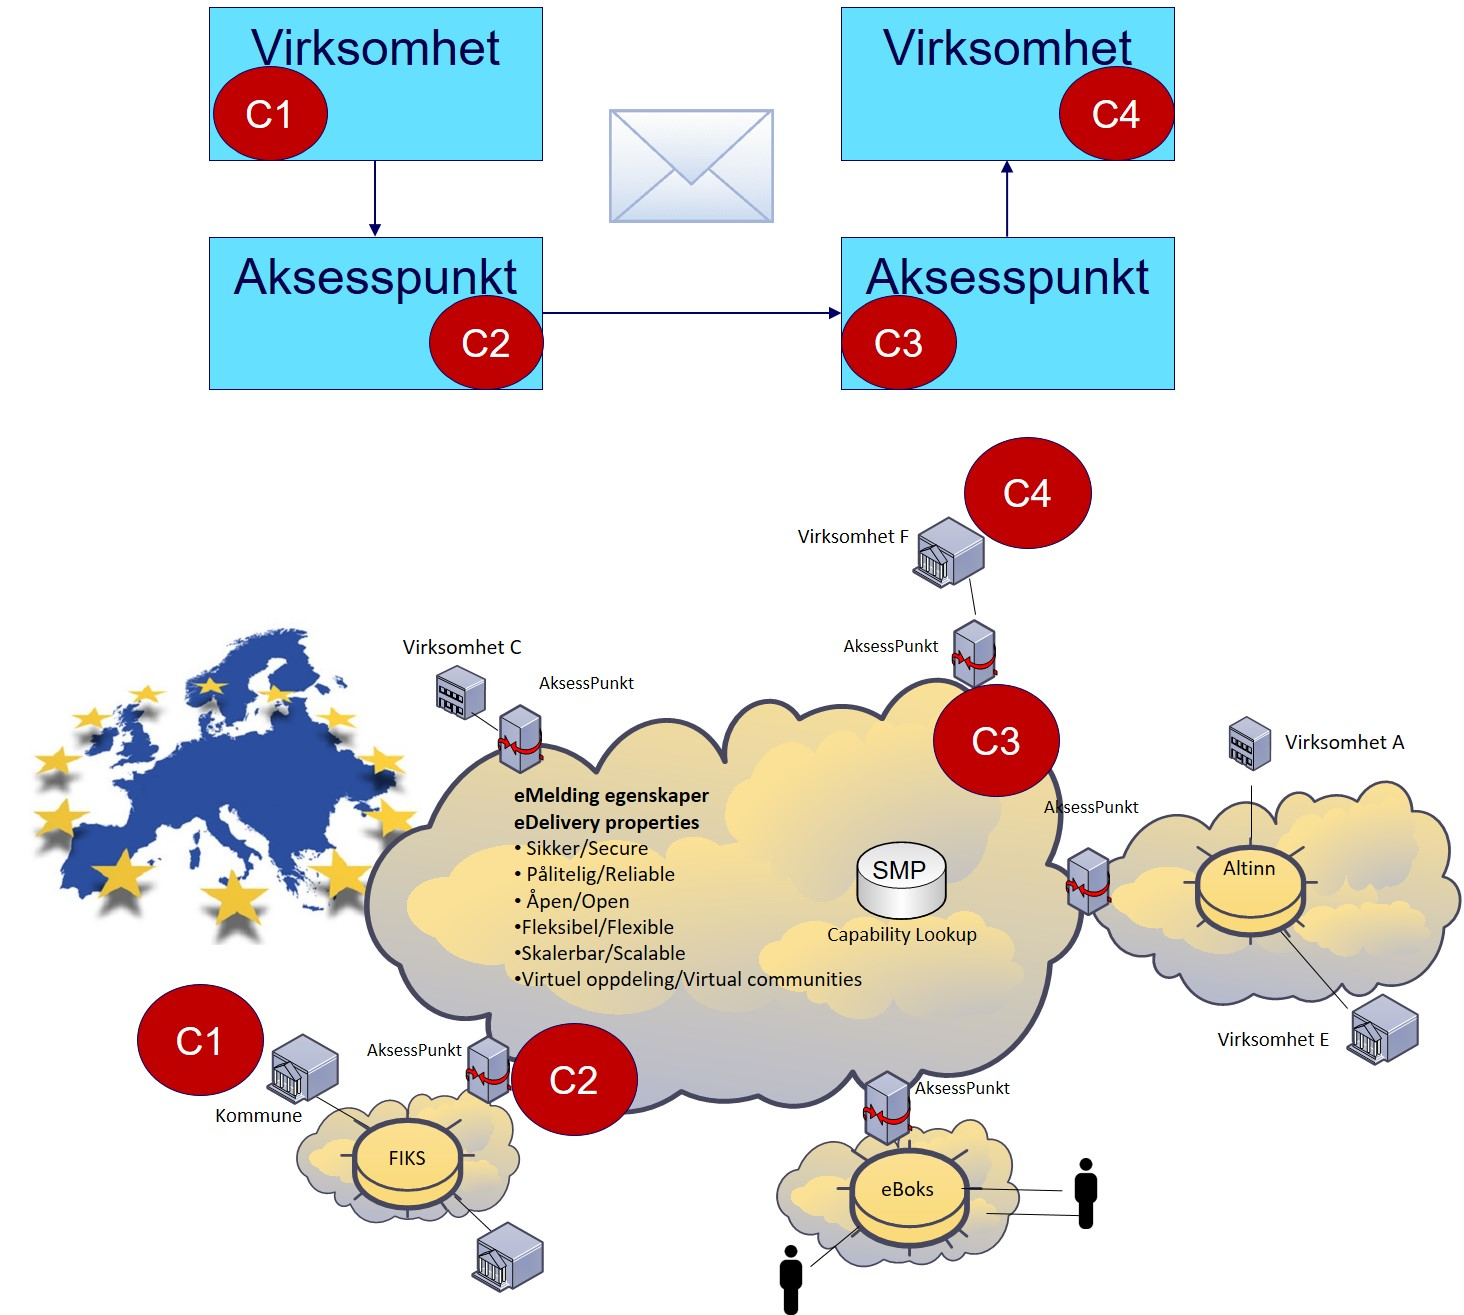 Virksomhet
C1
Virksomhet
C4
Aksesspunkt
C2
Aksesspunkt
C3
C4
Virksomhet F
AksessPunkt
C3
Virksomhet C
AksessPunkt
Virksomhet A
AksessPunkt
Altinn
Virksomhet E
eMelding egenskaper
eDelivery properties
• Sikker/Secure
• Pålitelig/Reliable
• Åpen/Open
•Fleksibel/Flexible
•Skalerbar/Scalable
•Virtuel oppdeling/Virtual communities
SMP
Capability Lookup
C1
Kommune
AksessPunkt
C2
FIKS
AksessPunkt
eBoks